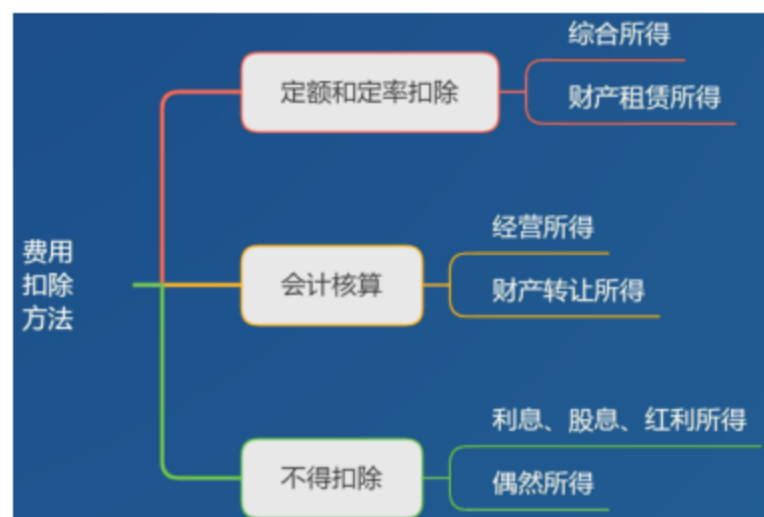 费用
扣除
方法
定额和定率扣除
综合所得
财产租赁所得
会计核算
经营所得
财产转让所得
不得扣除
利息、股息、红利所得
偶然所得